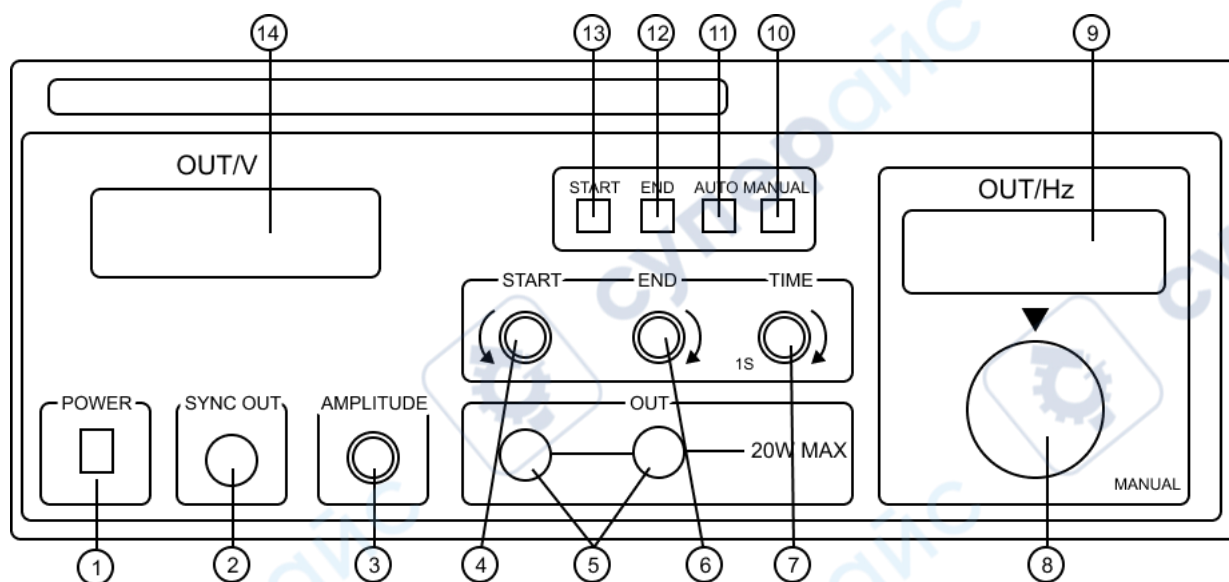 14 13 12 11 10 9
OUT/V
START END AUTO MANUAL
OUT/Hz
START END TIME
1S
POWER SYNC OUT AMPLITUDE OUT
20W MAX
MANUAL
1 2 3 4 5 6 7 8
суперайс